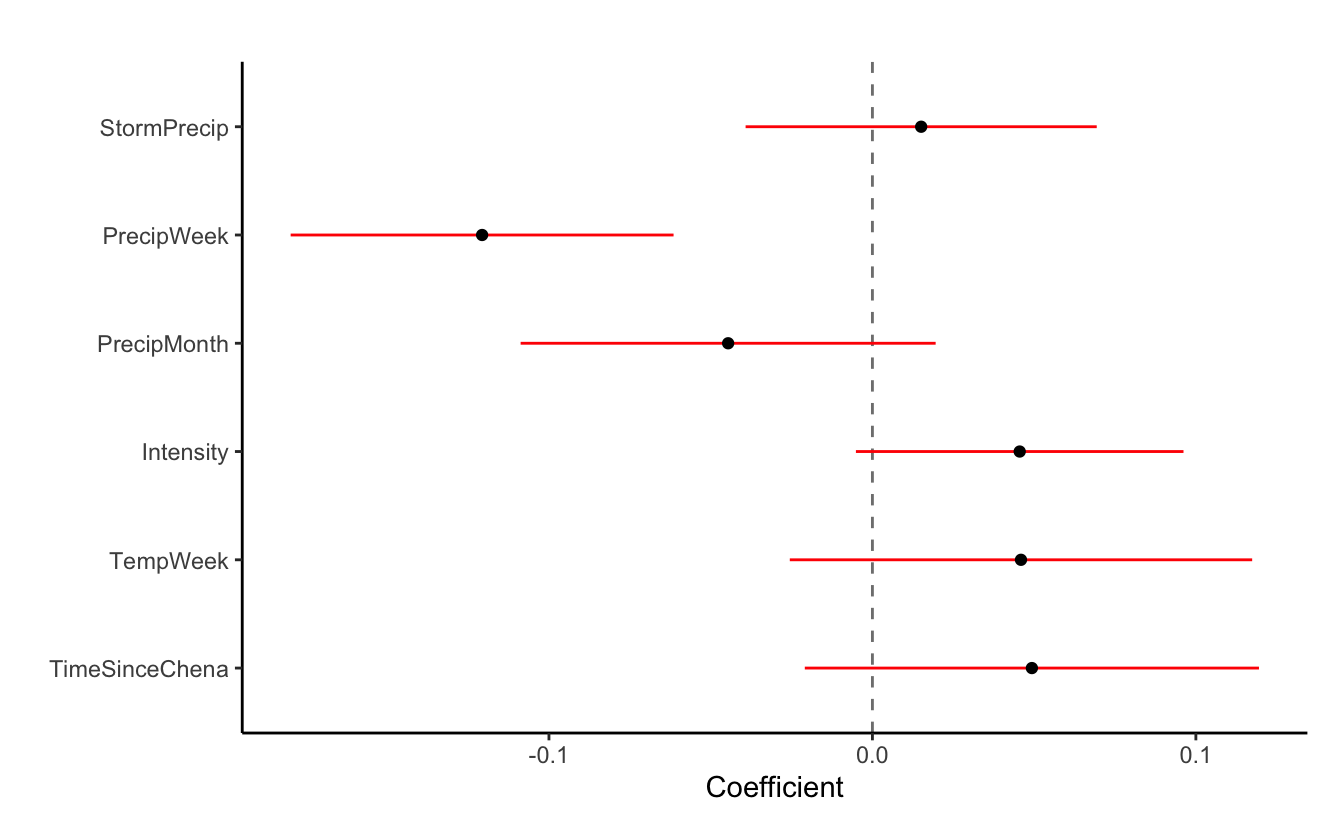 StormPrecip
PrecipWeek
PrecipMonth
Intensity
TempWeek
TimeSinceChena
-0.1 0.0 0.1
Coefficient